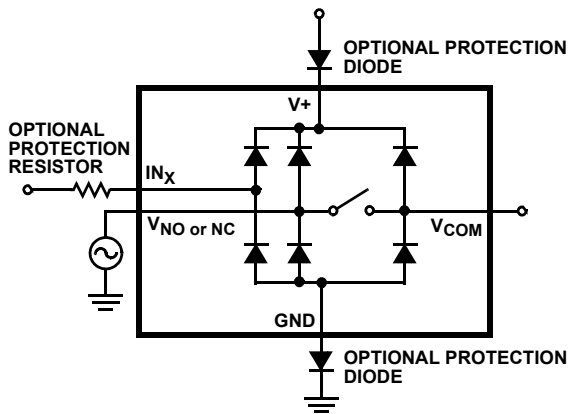 OPTIONAL PROTECTION
DIODE
V+
OPTIONAL
PROTECTION
RESISTOR
INX
VNO or NC
VCOM
GND
OPTIONAL PROTECTION
DIODE